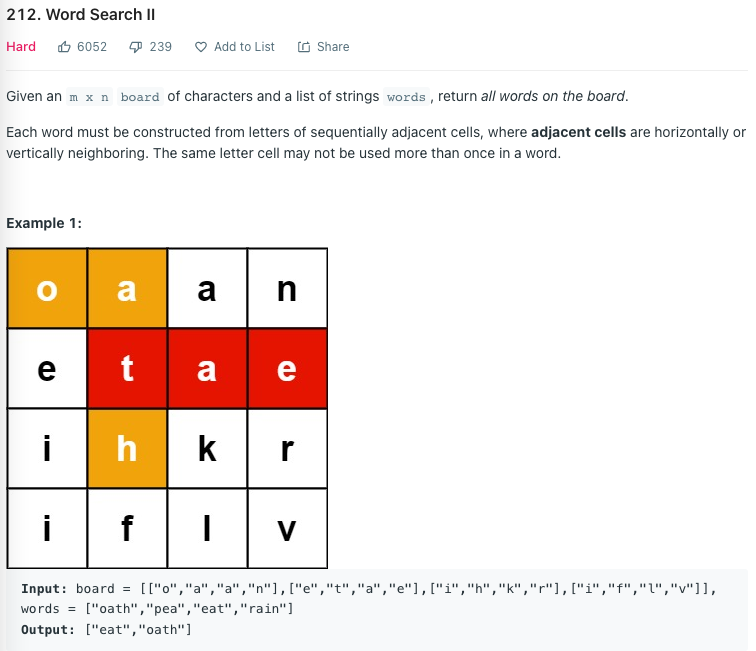 212. Word Search II
Hard 6052 239 Add to List Share
Given an m x n board of characters and a list of strings words , return all words on the board.
Each word must be constructed from letters of sequentially adjacent cells, where adjacent cells are horizontally or
vertically neighboring. The same letter cell may not be used more than once in a word.
Example 1:
o a a n
e t a e
i h k r
i f l v
Input: board = [["o","a","a","n"],["e","t","a","e"],["i","h","k","r"],["i","f","l","v"]],
words = ["oath","pea","eat","rain"]
Output: ["eat","oath"]